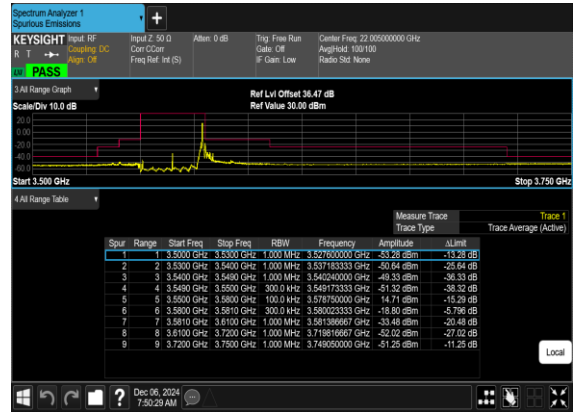 Spectrum Analyzer 1
Spurious Emissions
+
KEYSIGHT Input: RF Input Z: 50 Ω Atten: 0 dB Trig: Free Run Center Freq: 22.005000000 GHz
R T Coupling: DC Corr CCorr Gate: Off Avg|Hold: 100/100
Align: Off Freq Ref: Int (S) IF Gain: Low Radio Std: None
PASS
3 All Range Graph Ref Lvl Offset 36.47 dB
Scale/Div 10.0 dB Ref Value 30.00 dBm
20.0
0.00
-20.0
-40.0
-60.0
Start 3.500 GHz Stop 3.750 GHz
4 All Range Table
Measure Trace Trace 1
Trace Type Trace Average (Active)
Spur Range Start Freq Stop Freq RBW Frequency Amplitude ΔLimit
1 1 3.5000 GHz 3.5300 GHz 1.000 MHz 3.527600000 GHz -53.28 dBm -13.28 dB
2 2 3.5300 GHz 3.5400 GHz 1.000 MHz 3.537183333 GHz -50.64 dBm -25.64 dB
3 3 3.5400 GHz 3.5490 GHz 1.000 MHz 3.540240000 GHz -49.33 dBm -36.33 dB
4 4 3.5490 GHz 3.5500 GHz 300.0 kHz 3.549173333 GHz -51.32 dBm -38.32 dB
5 5 3.5500 GHz 3.5800 GHz 100.0 kHz 3.578750000 GHz 14.71 dBm -15.29 dB
6 6 3.5800 GHz 3.5810 GHz 300.0 kHz 3.580023333 GHz -18.80 dBm -5.796 dB
7 7 3.5810 GHz 3.6100 GHz 1.000 MHz 3.581386667 GHz -33.48 dBm -20.48 dB
8 8 3.6100 GHz 3.7200 GHz 1.000 MHz 3.719816667 GHz -52.02 dBm -27.02 dB
9 9 3.7200 GHz 3.7500 GHz 1.000 MHz 3.749050000 GHz -51.25 dBm -11.25 dB
Local
? Dec 06, 2024
7:50:29 AM